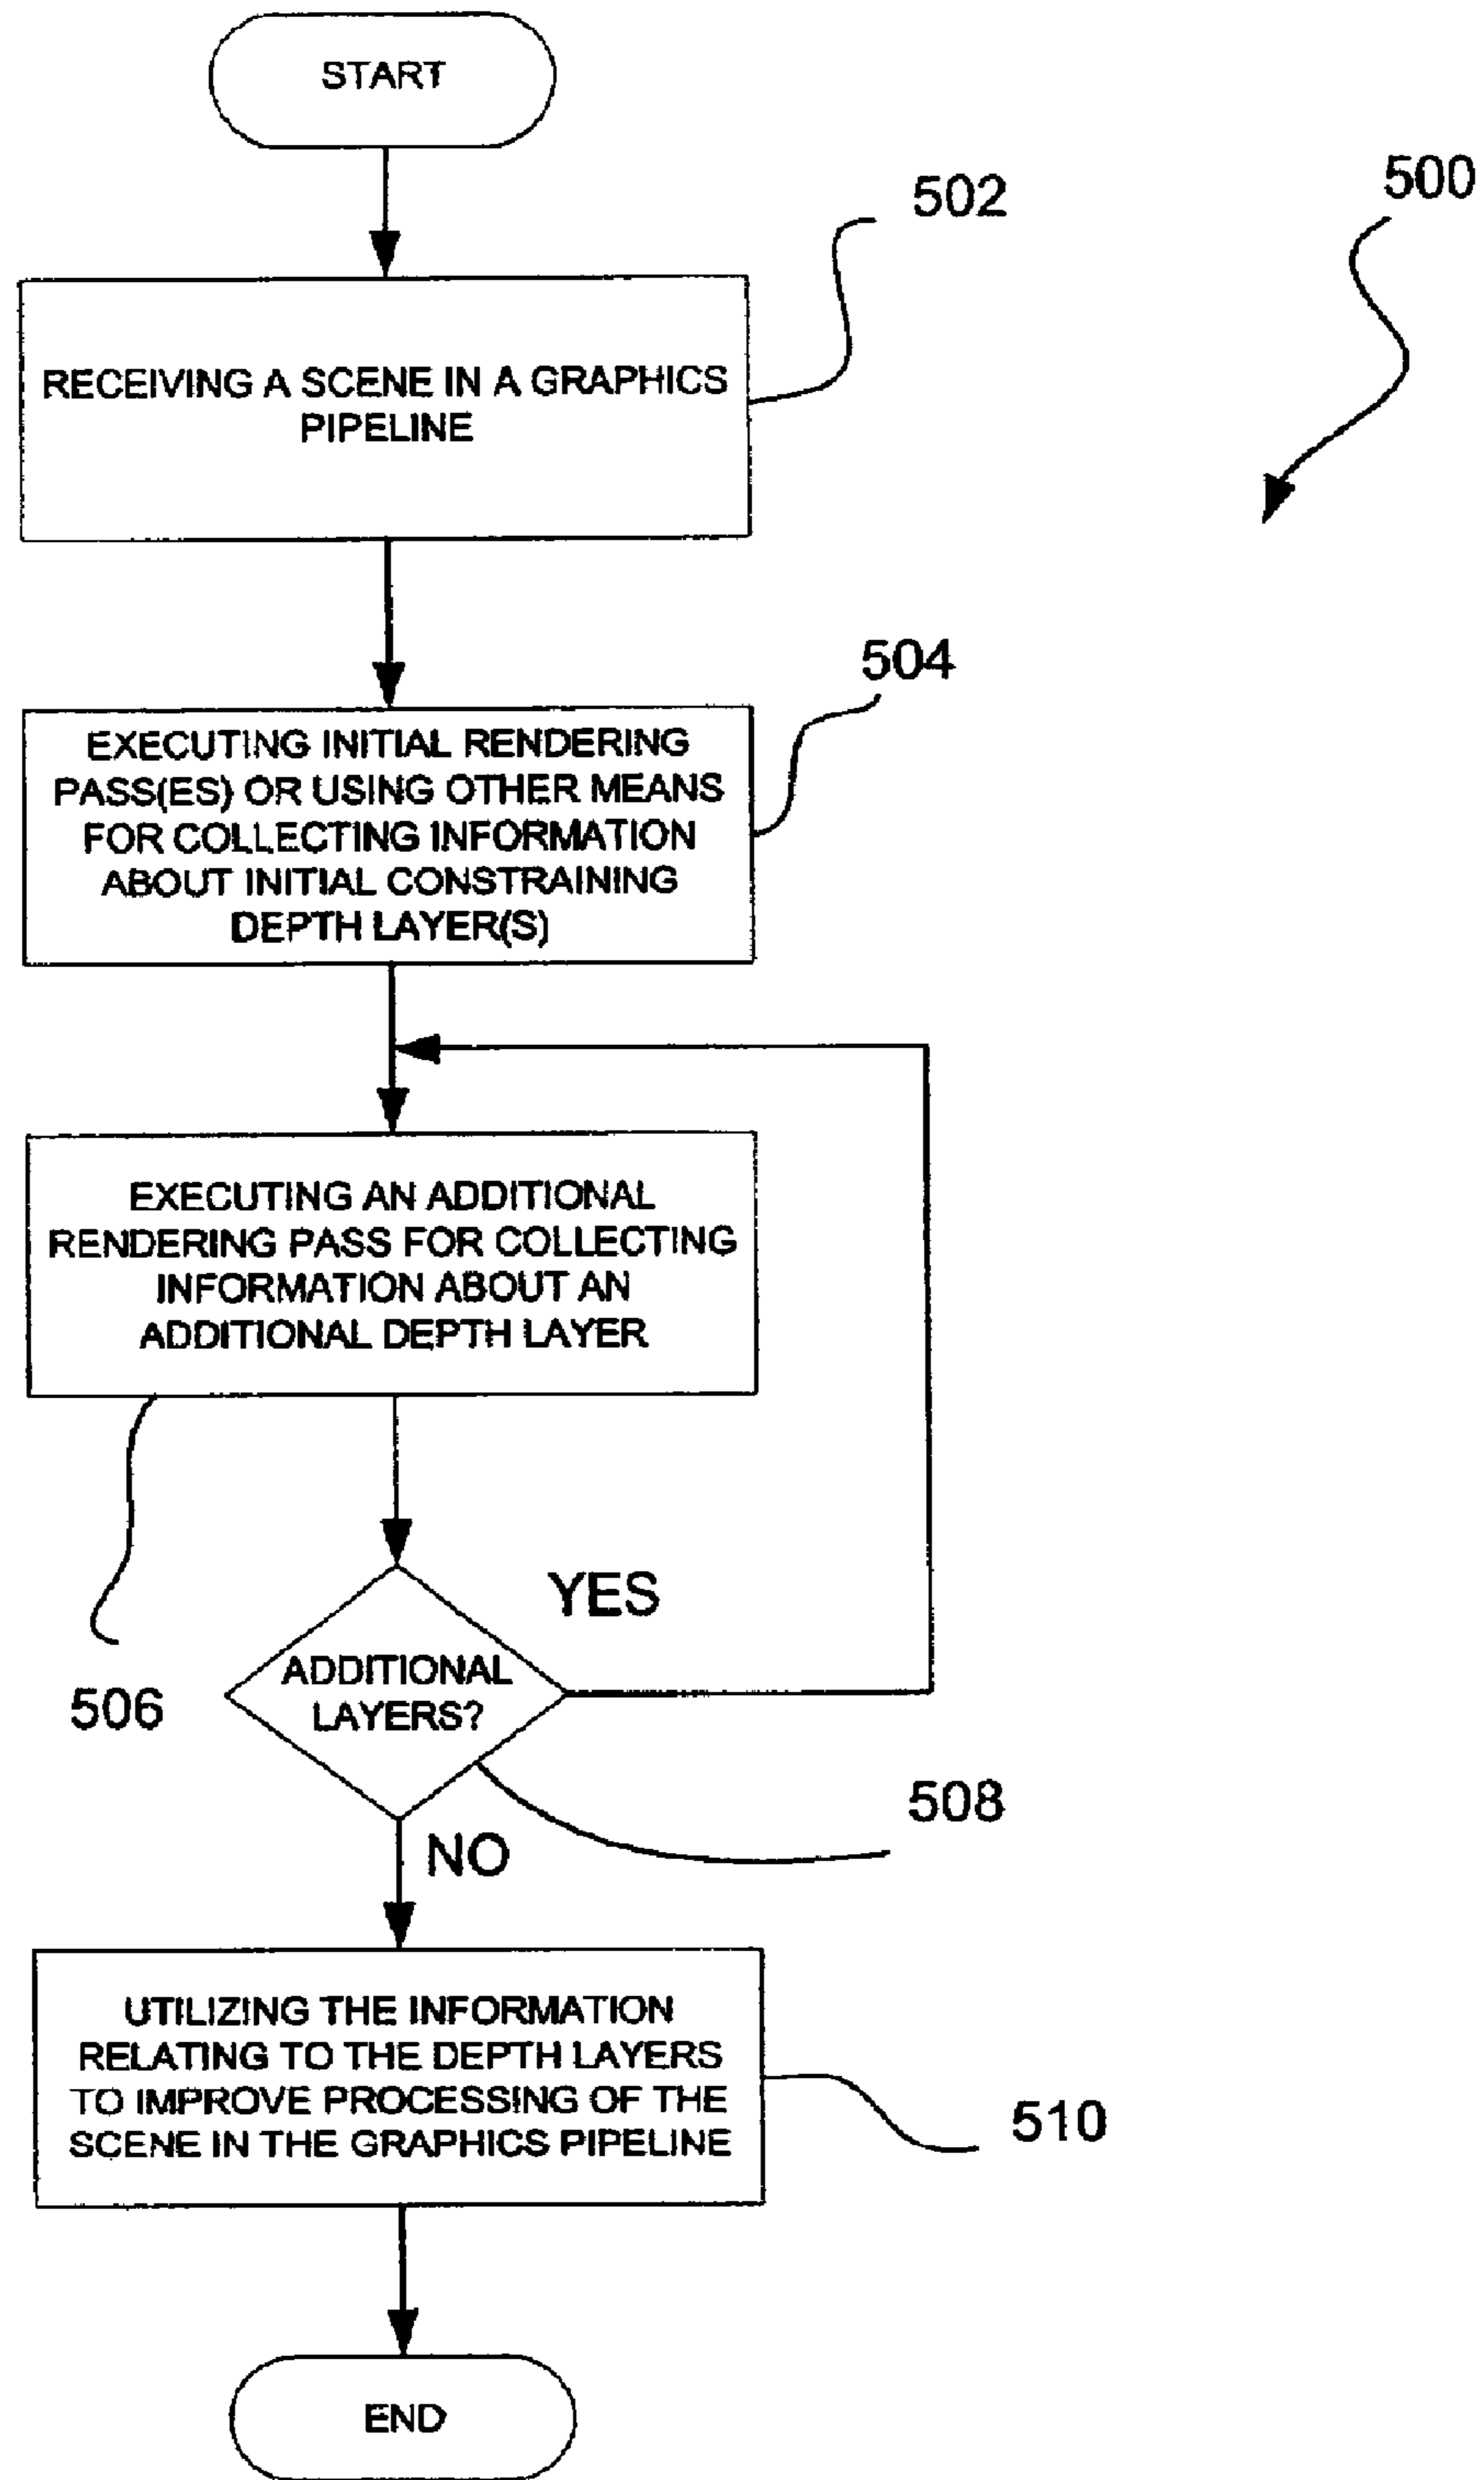 START
502
500
RECEIVING A SCENE IN A GRAPHICS
PIPELINE
504
EXECUTING INITIAL RENDERING
PASS(ES) OR USING OTHER MEANS
FOR COLLECTING INFORMATION
ABOUT INITIAL CONSTRAINING
DEPTH LAYER(S)
EXECUTING AN ADDITIONAL
RENDERING PASS FOR COLLECTING
INFORMATION ABOUT AN
ADDITIONAL DEPTH LAYER
506
YES
ADDITIONAL
LAYERS?
508
NO
UTILIZING THE INFORMATION
RELATING TO THE DEPTH LAYERS
TO IMPROVE PROCESSING OF THE
SCENE IN THE GRAPHICS PIPELINE
510
END